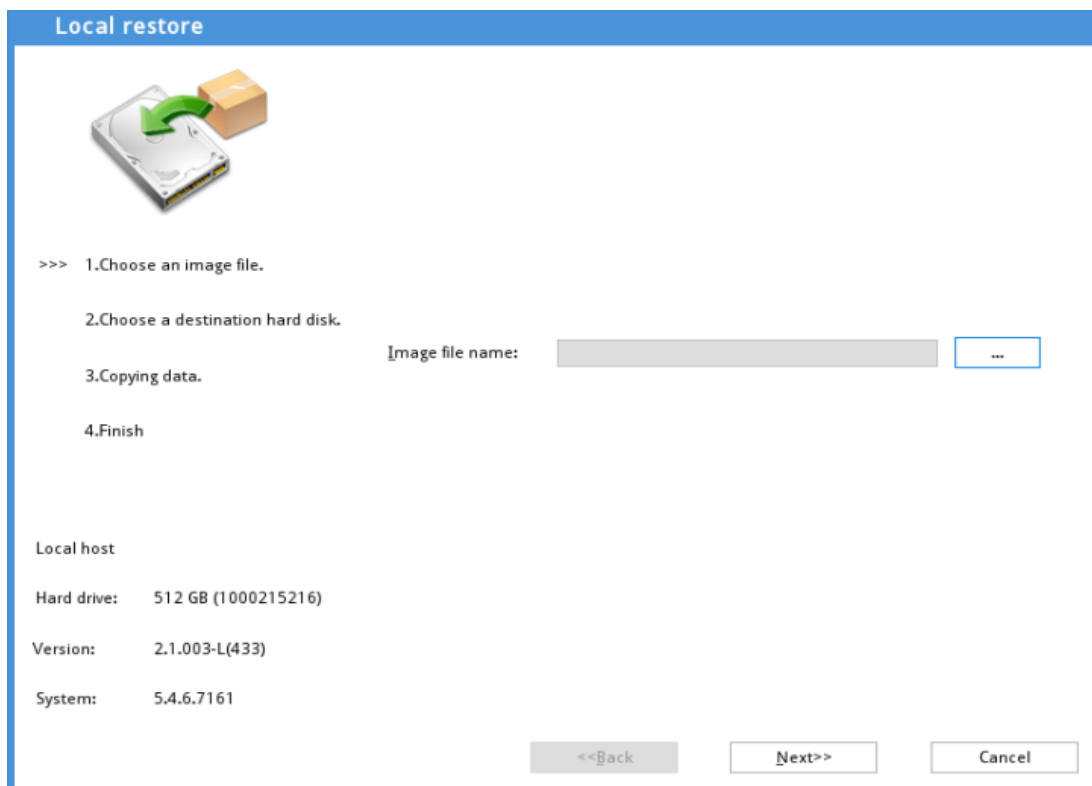 Local restore
>>> 1.Choose an image file.
2.Choose a destination hard disk.
Image file name: ...
3.Copying data.
4.Finish
Local host
Hard drive: 512 GB (1000215216)
Version: 2.1.003-L(433)
System: 5.4.6.7161
<<Back Next>> Cancel